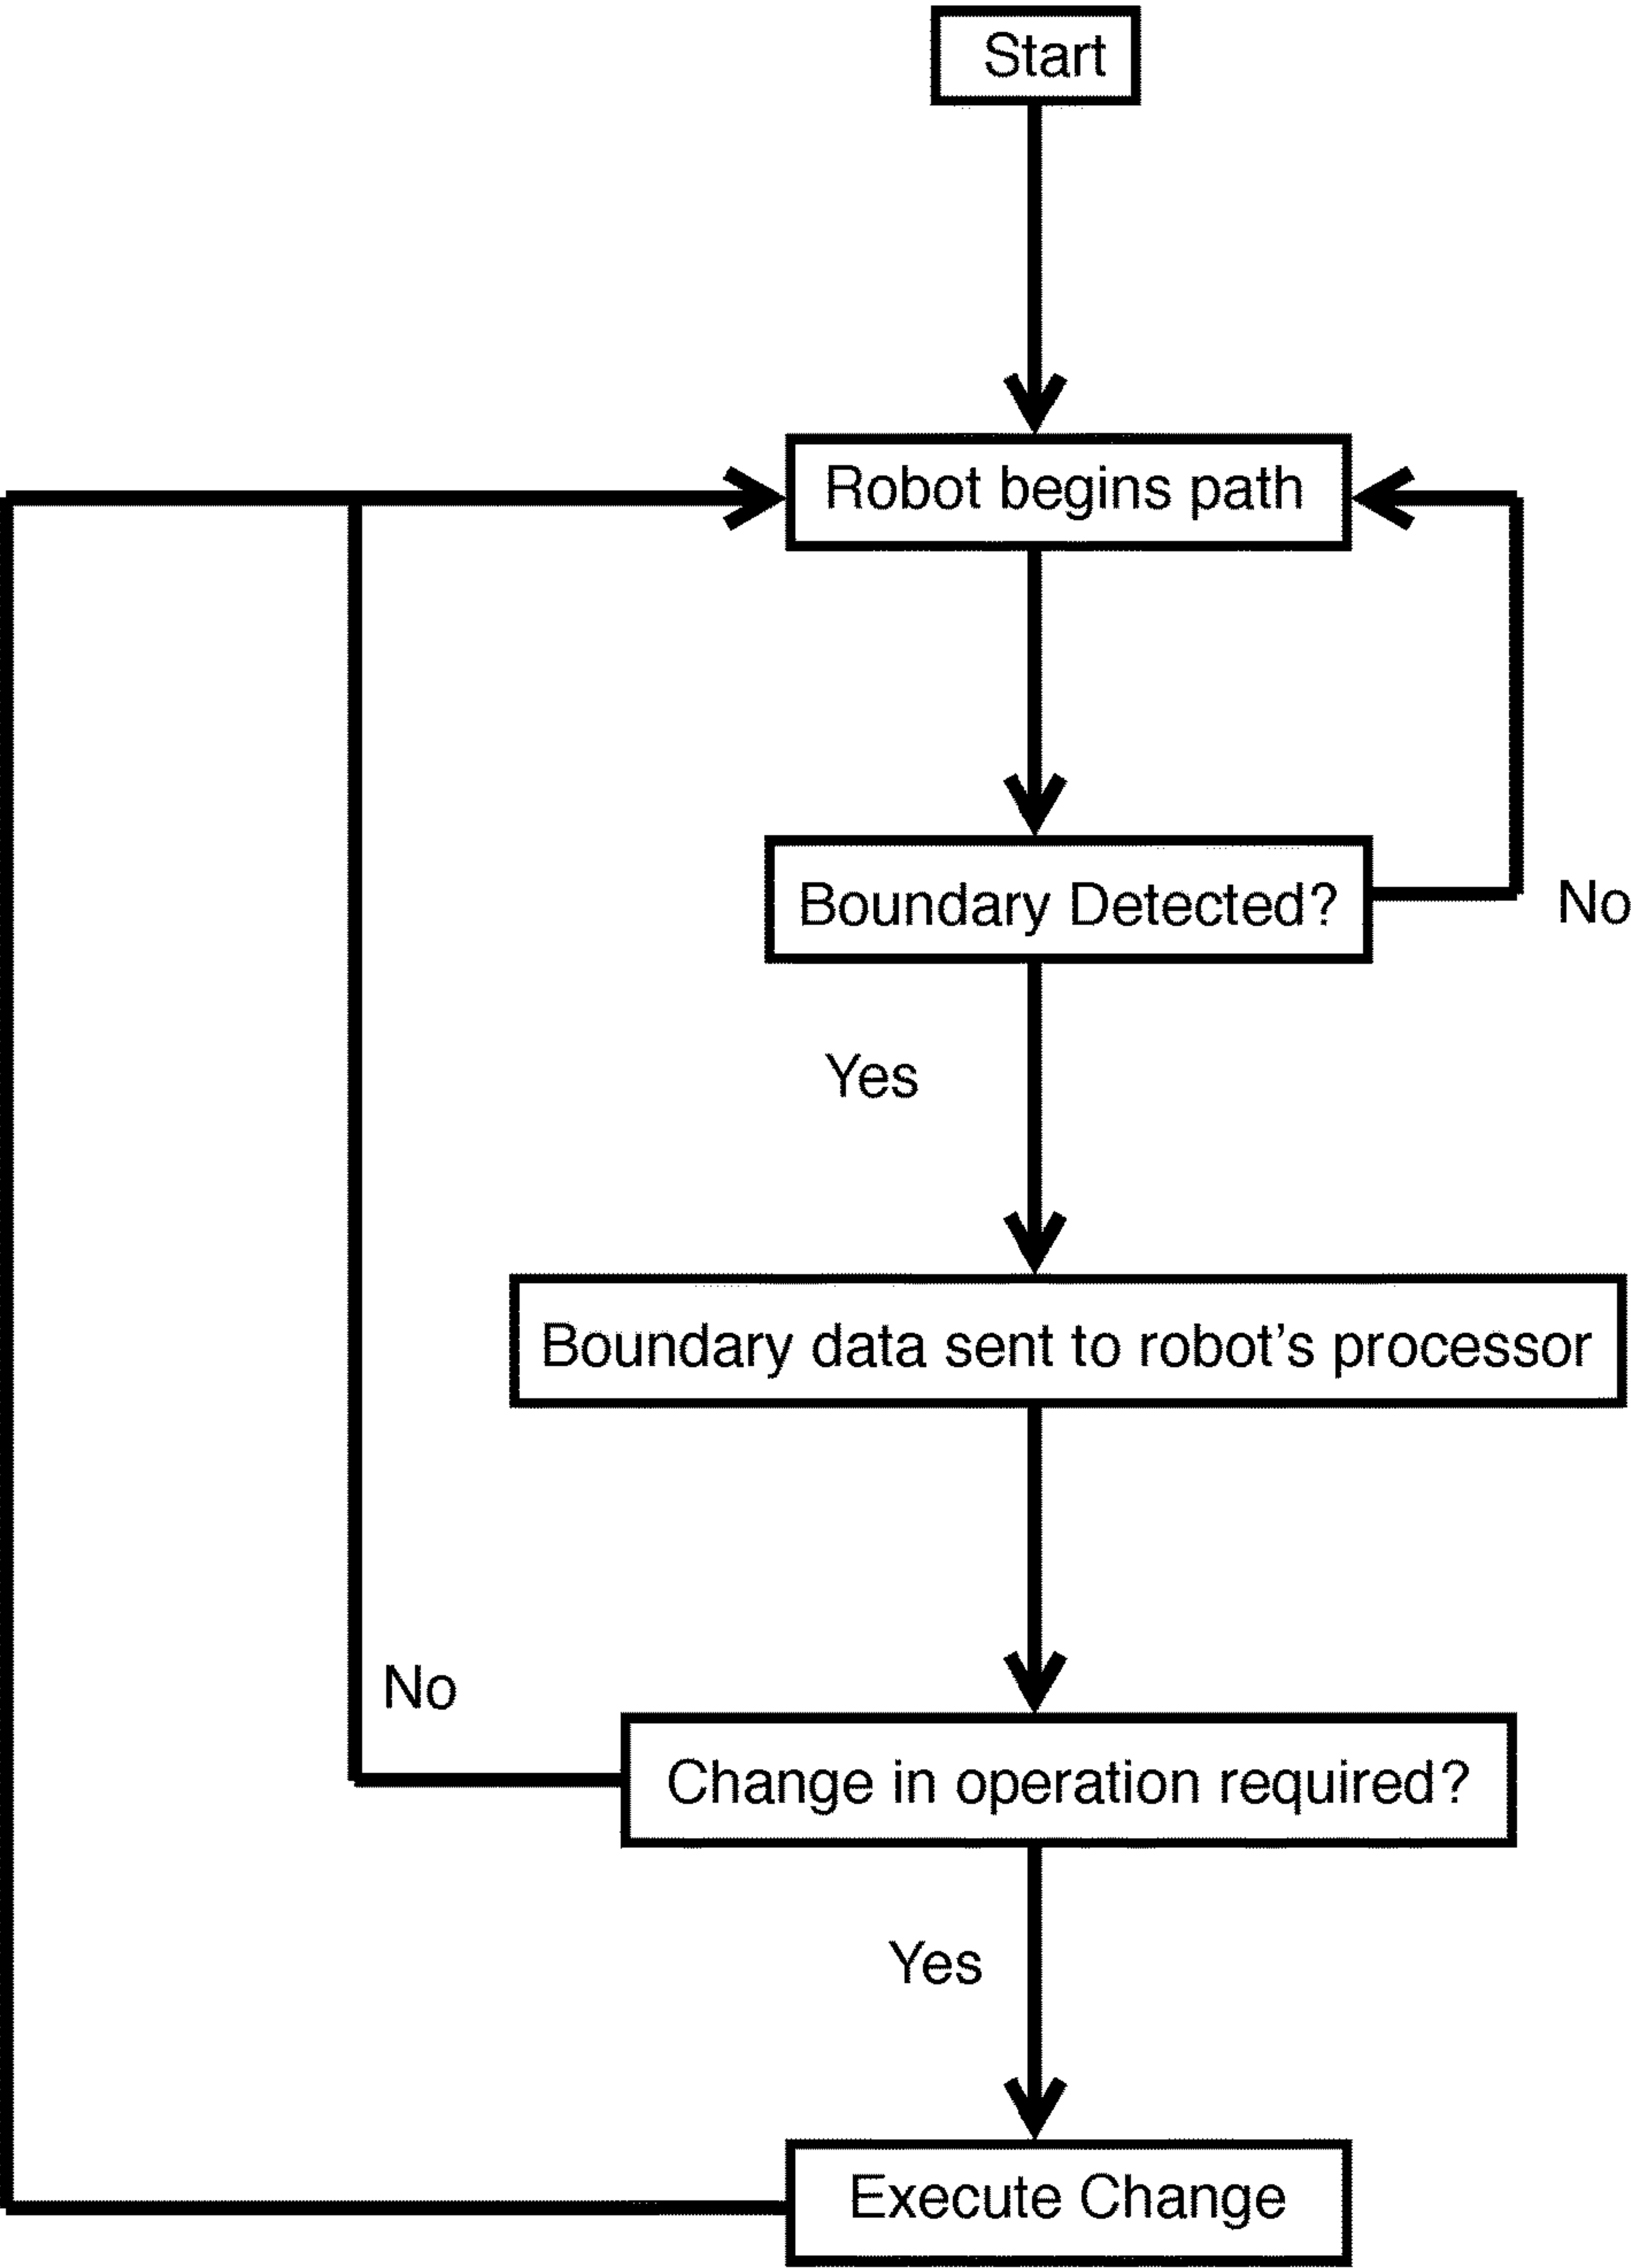 Start
Robot begins path
Boundary Detected?
No
Yes
Boundary data sent to robot’s processor
No
Change in operation required?
Yes
Execute Change